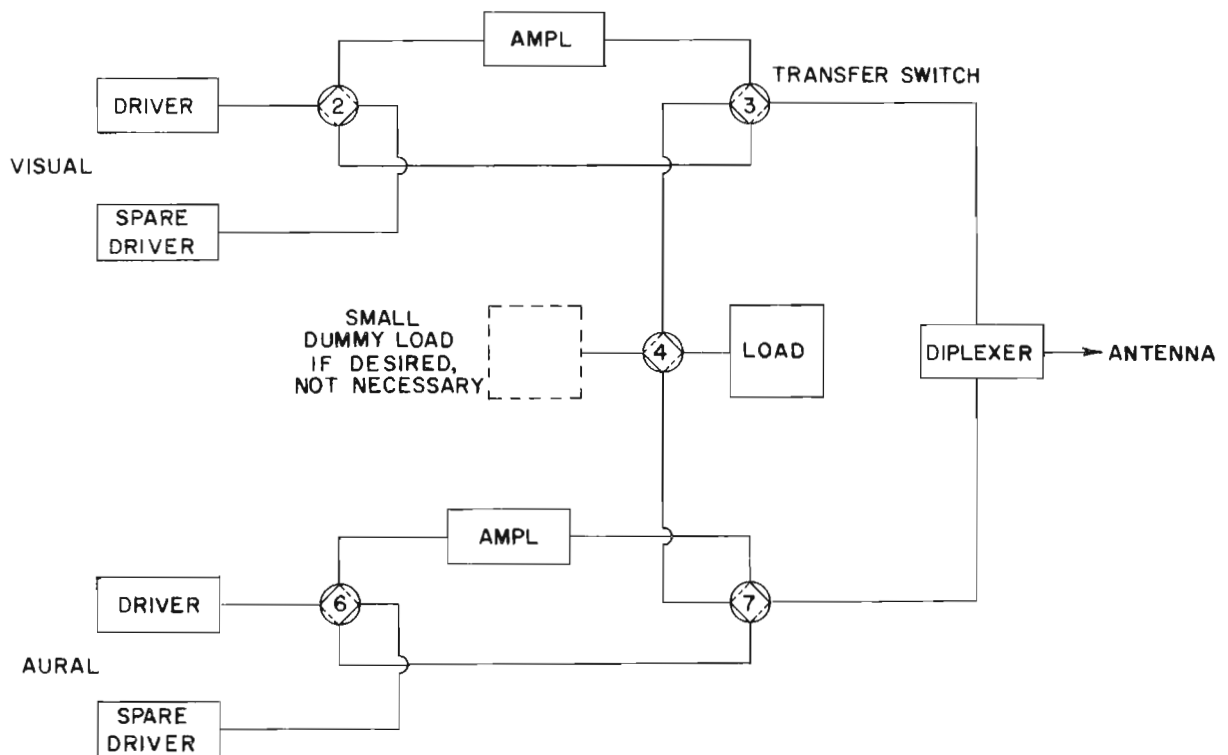 AMPL
TRANSFER SWITCH
DRIVER
2
3
VISUAL
SPARE
DRIVER
SMALL
DUMMY LOAD
IF DESIRED,
NOT NECESSARY
4
LOAD
DIPLEXER
ANTENNA
AMPL
DRIVER
6
7
AURAL
SPARE
DRIVER